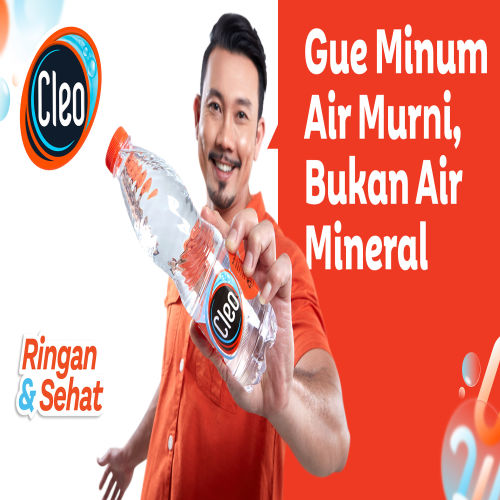 Cleo
Gue Minum
Air Murni,
Bukan Air
Mineral
Cleo
Ringan
& Sehat